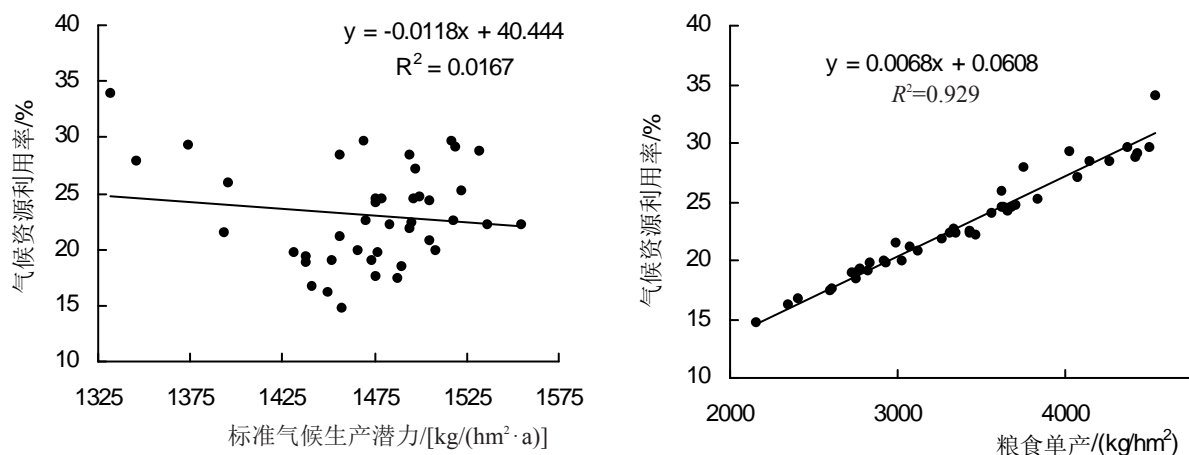 40
35
30
25
20
15
10
气候资源利用率/%
y = -0.0118x + 40.444
R² = 0.0167
1325 1375 1425 1475 1525 1575
标准气候生产潜力/[kg/(hm²·a)]
40
35
30
25
20
15
10
气候资源利用率/%
y = 0.0068x + 0.0608
R²=0.929
2000 3000 4000
粮食单产/(kg/hm²)